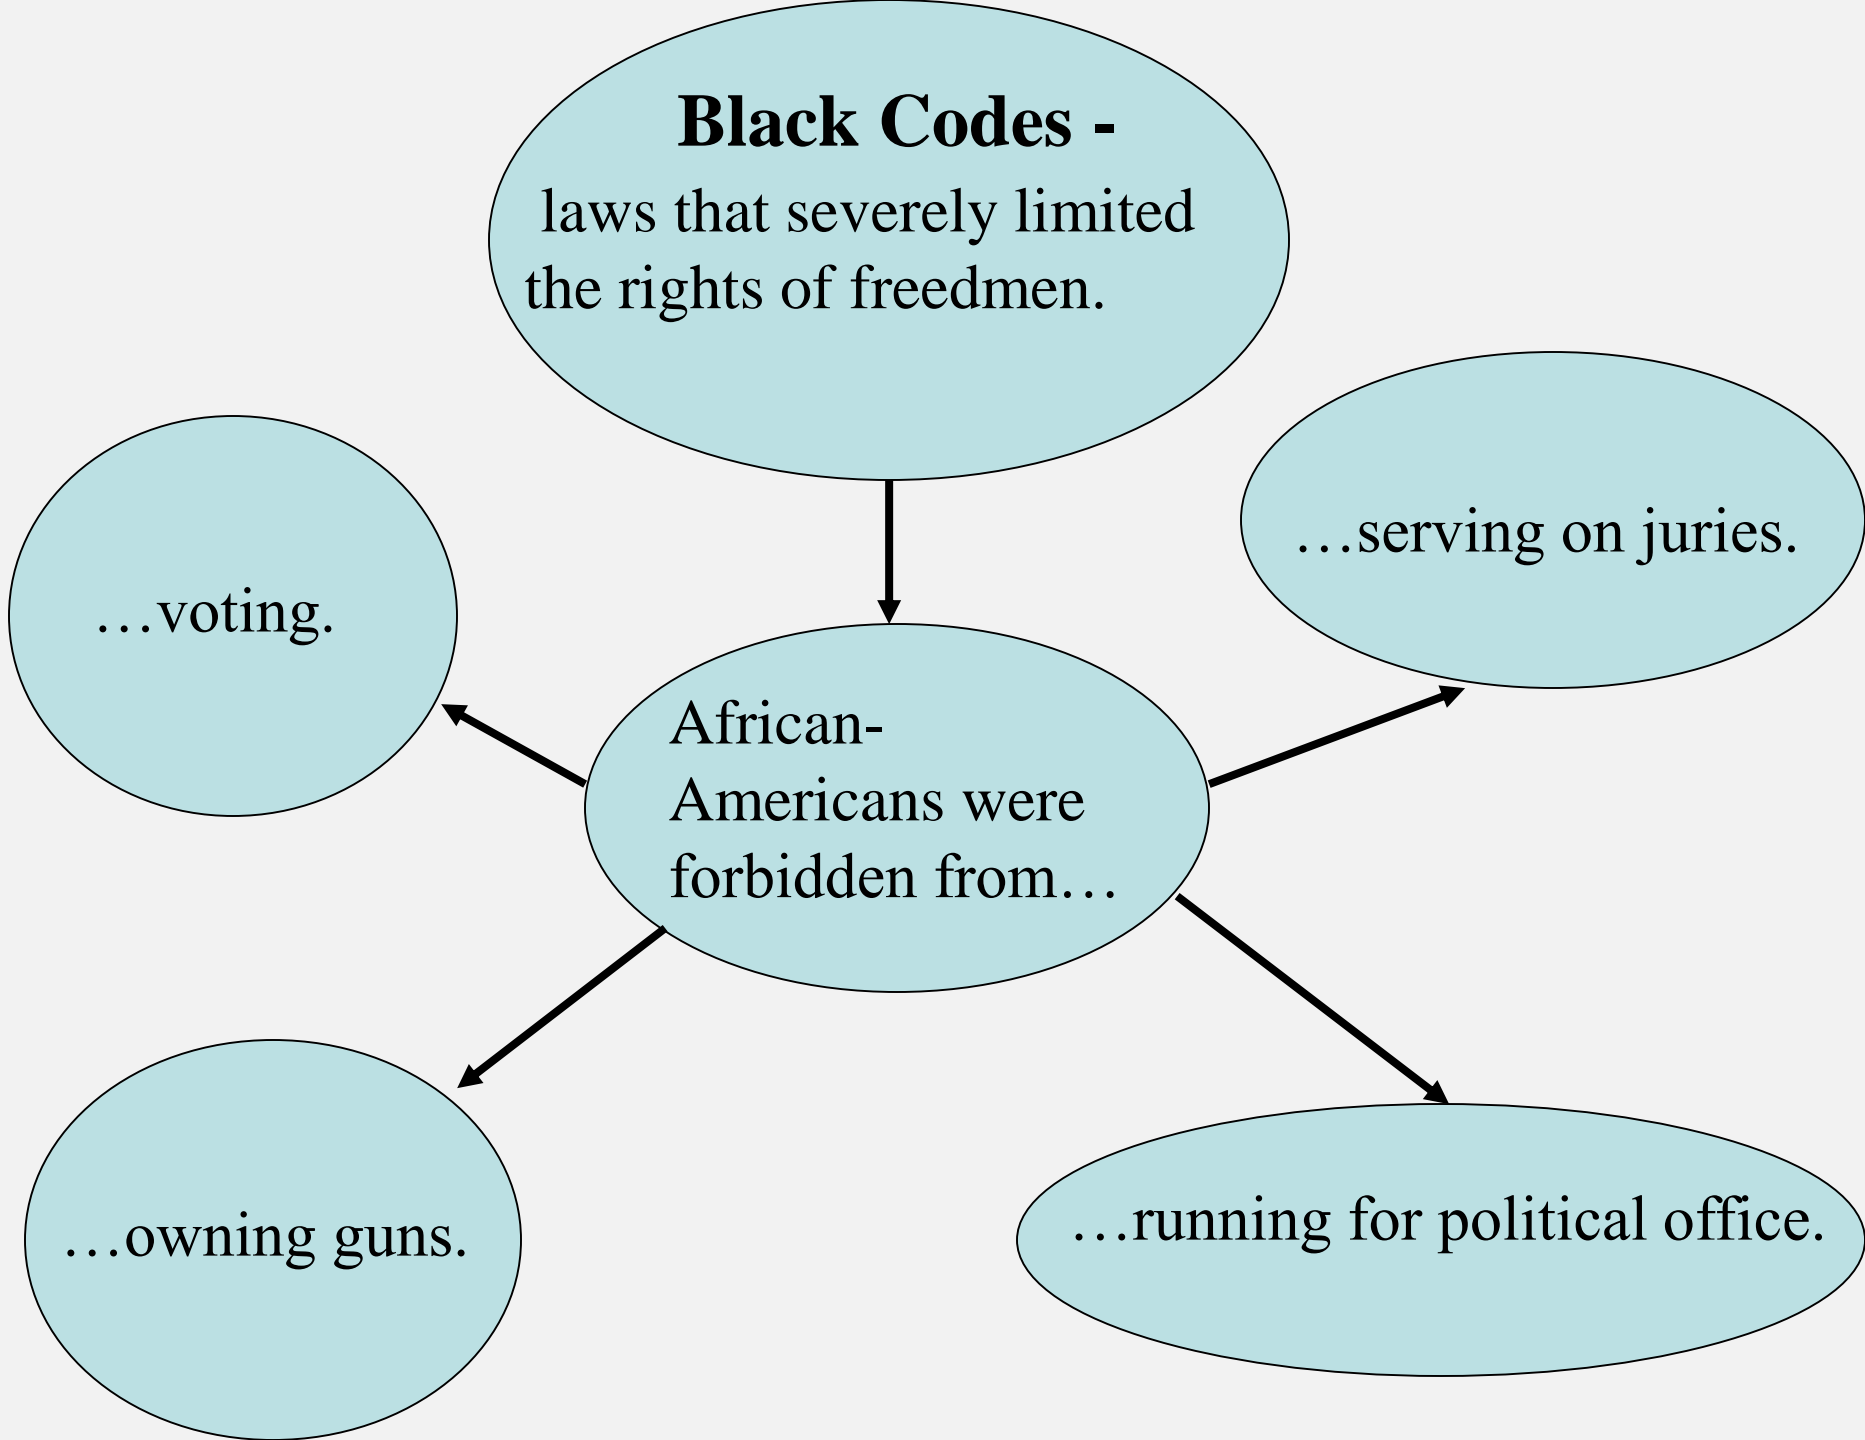 Black Codes -
laws that severely limited
the rights of freedmen.
…serving on juries.
…voting.
African-
Americans were
forbidden from…
…owning guns.
…running for political office.